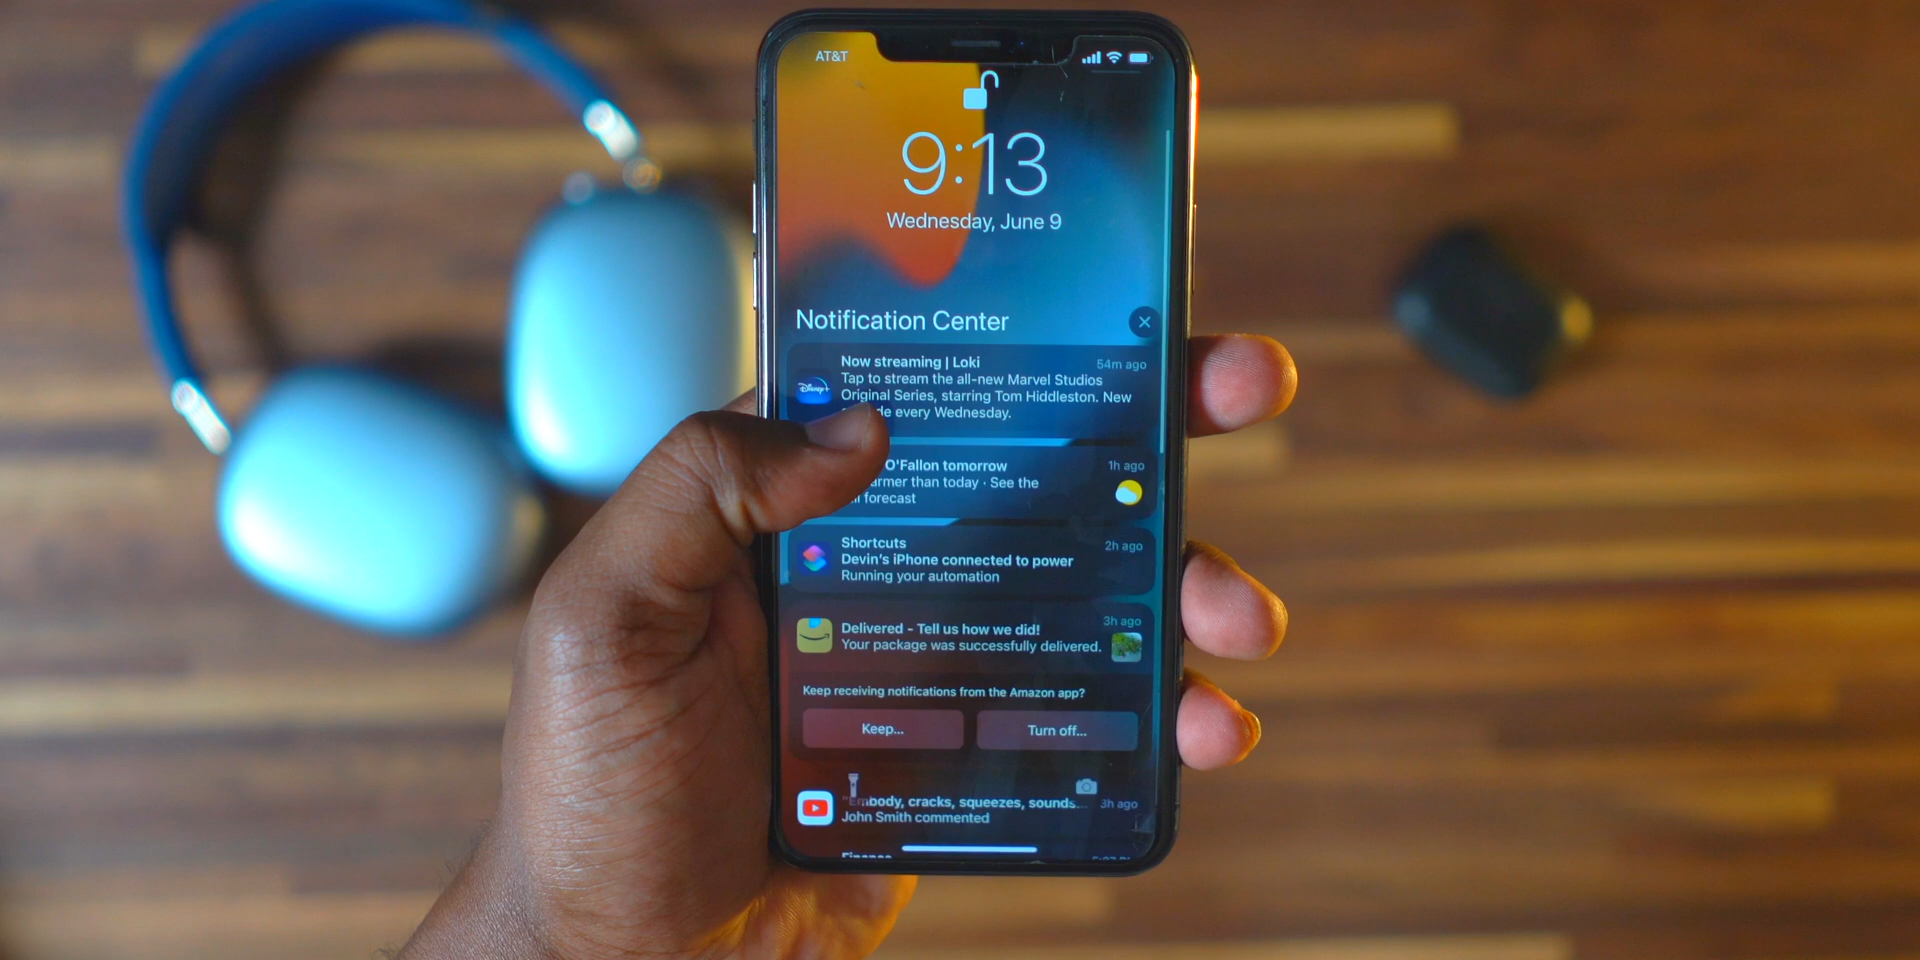 AT&T
9:13
Wednesday, June 9
Notification Center
Now streaming | Loki 54m ago
Tap to stream the all-new Marvel Studios
Original Series, starring Tom Hiddleston. New
every Wednesday.
Disney+
O'Fallon tomorrow 1h ago
than today · See the
forecast
Shortcuts 2h ago
Devin's iPhone connected to power
Running your automation
Delivered - Tell us how we did! 3h ago
Your package was successfully delivered.
Keep receiving notifications from the Amazon app?
Keep... Turn off...
cracks, squeezes, sounds... 3h ago
John Smith commented